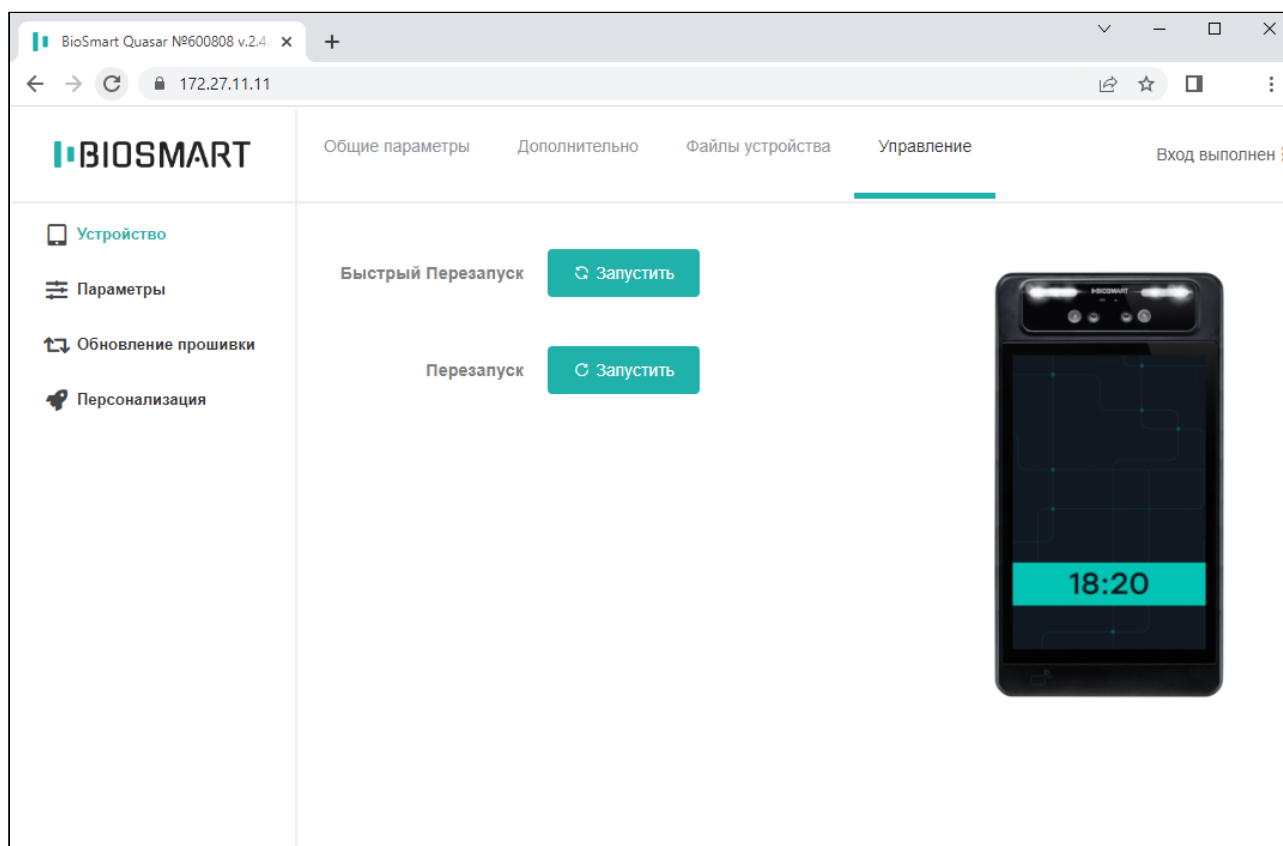 BioSmart Quasar №600808 v.2.4.
172.27.11.11
BIOSMART
Общие параметры Дополнительно Файлы устройства Управление Вход выполнен
Устройство
Параметры
Обновление прошивки
Персонализация
Быстрый Перезапуск Запустить
Перезапуск Запустить
BIOSMART
18:20